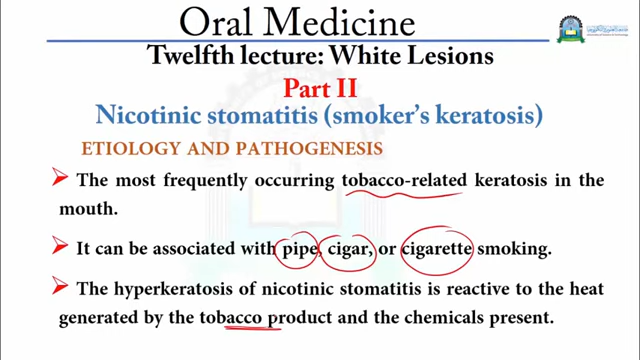 Oral Medicine
Twelfth lecture: White Lesions
Part II
Nicotinic stomatitis (smoker's keratosis)
ETIOLOGY AND PATHOGENESIS
The most frequently occurring tobacco-related keratosis in the
mouth.
It can be associated with pipe, cigar, or cigarette smoking.
The hyperkeratosis of nicotinic stomatitis is reactive to the heat
generated by the tobacco product and the chemicals present.